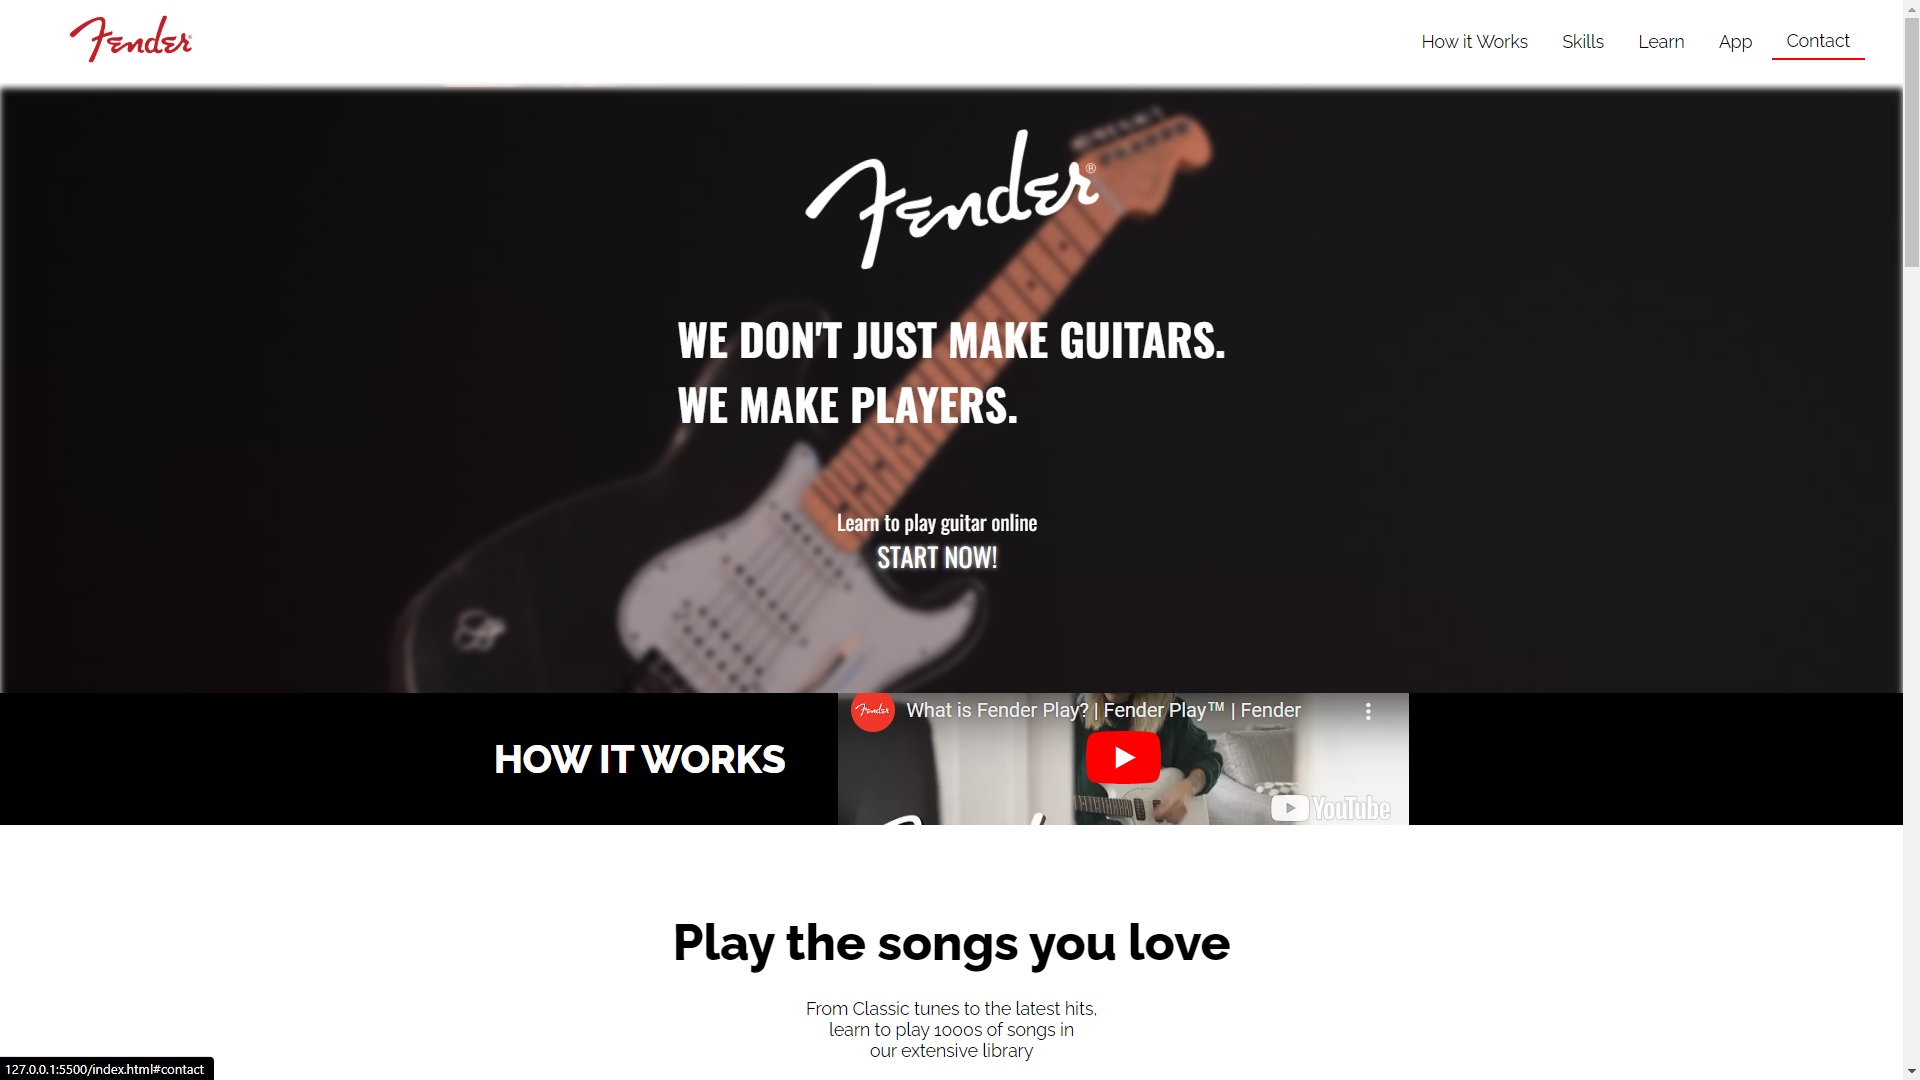 Fender
How it Works Skills Learn App Contact
Fender®
WE DON'T JUST MAKE GUITARS.
WE MAKE PLAYERS.
Learn to play guitar online
START NOW!
HOW IT WORKS
Fender What is Fender Play? | Fender Play™ | Fender
YouTube
Play the songs you love
From Classic tunes to the latest hits,
learn to play 1000s of songs in
our extensive library
127.0.0.1:5500/index.html#contact